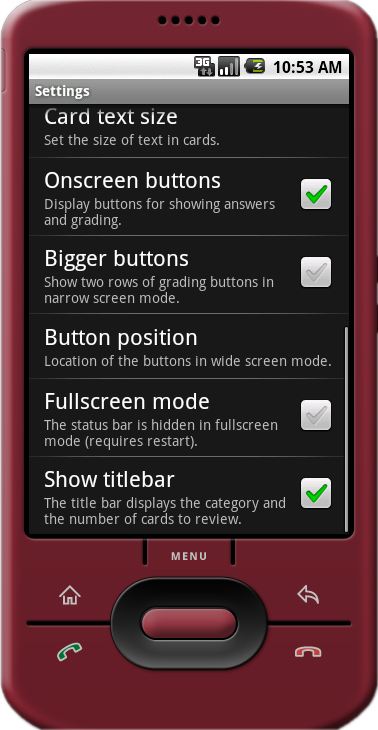 3G
10:53 AM
Settings
Card text size
Set the size of text in cards.
Onscreen buttons
Display buttons for showing answers
and grading.
Bigger buttons
Show two rows of grading buttons in
narrow screen mode.
Button position
Location of the buttons in wide screen mode.
Fullscreen mode
The status bar is hidden in fullscreen
mode (requires restart).
Show titlebar
The title bar displays the category and
the number of cards to review.
MENU